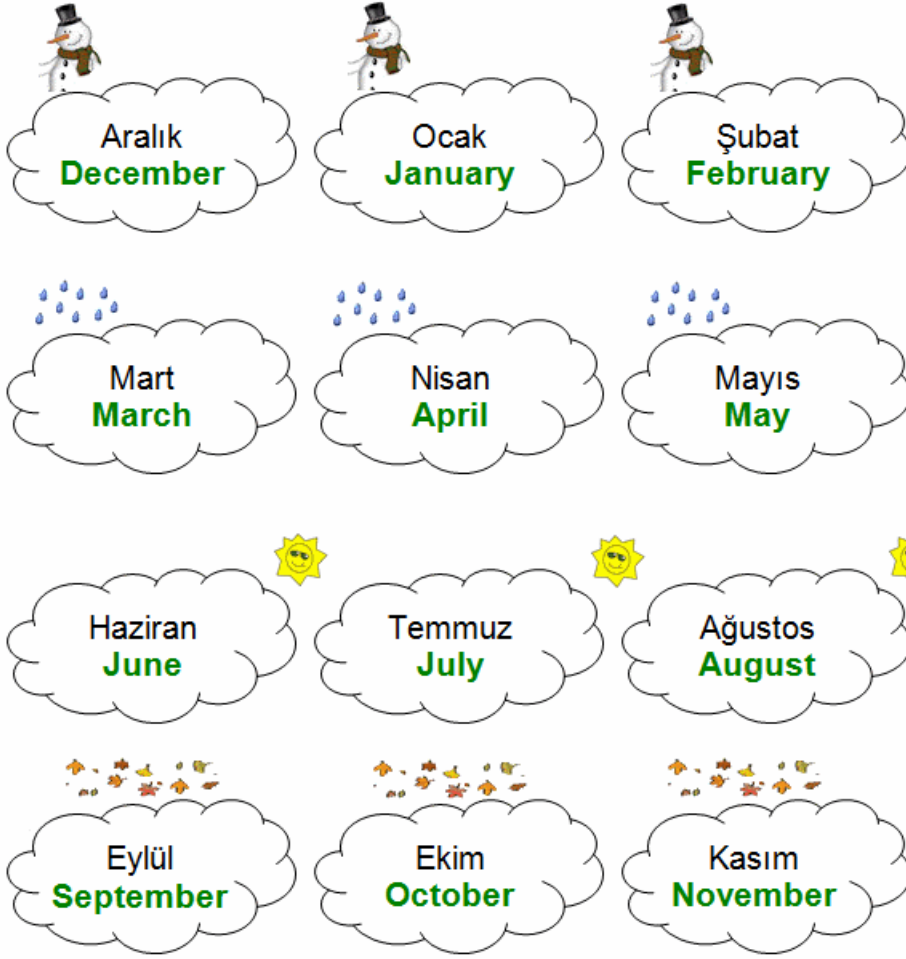 Aralık
December
Ocak
January
Şubat
February
Mart
March
Nisan
April
Mayıs
May
Haziran
June
Temmuz
July
Ağustos
August
Eylül
September
Ekim
October
Kasım
November